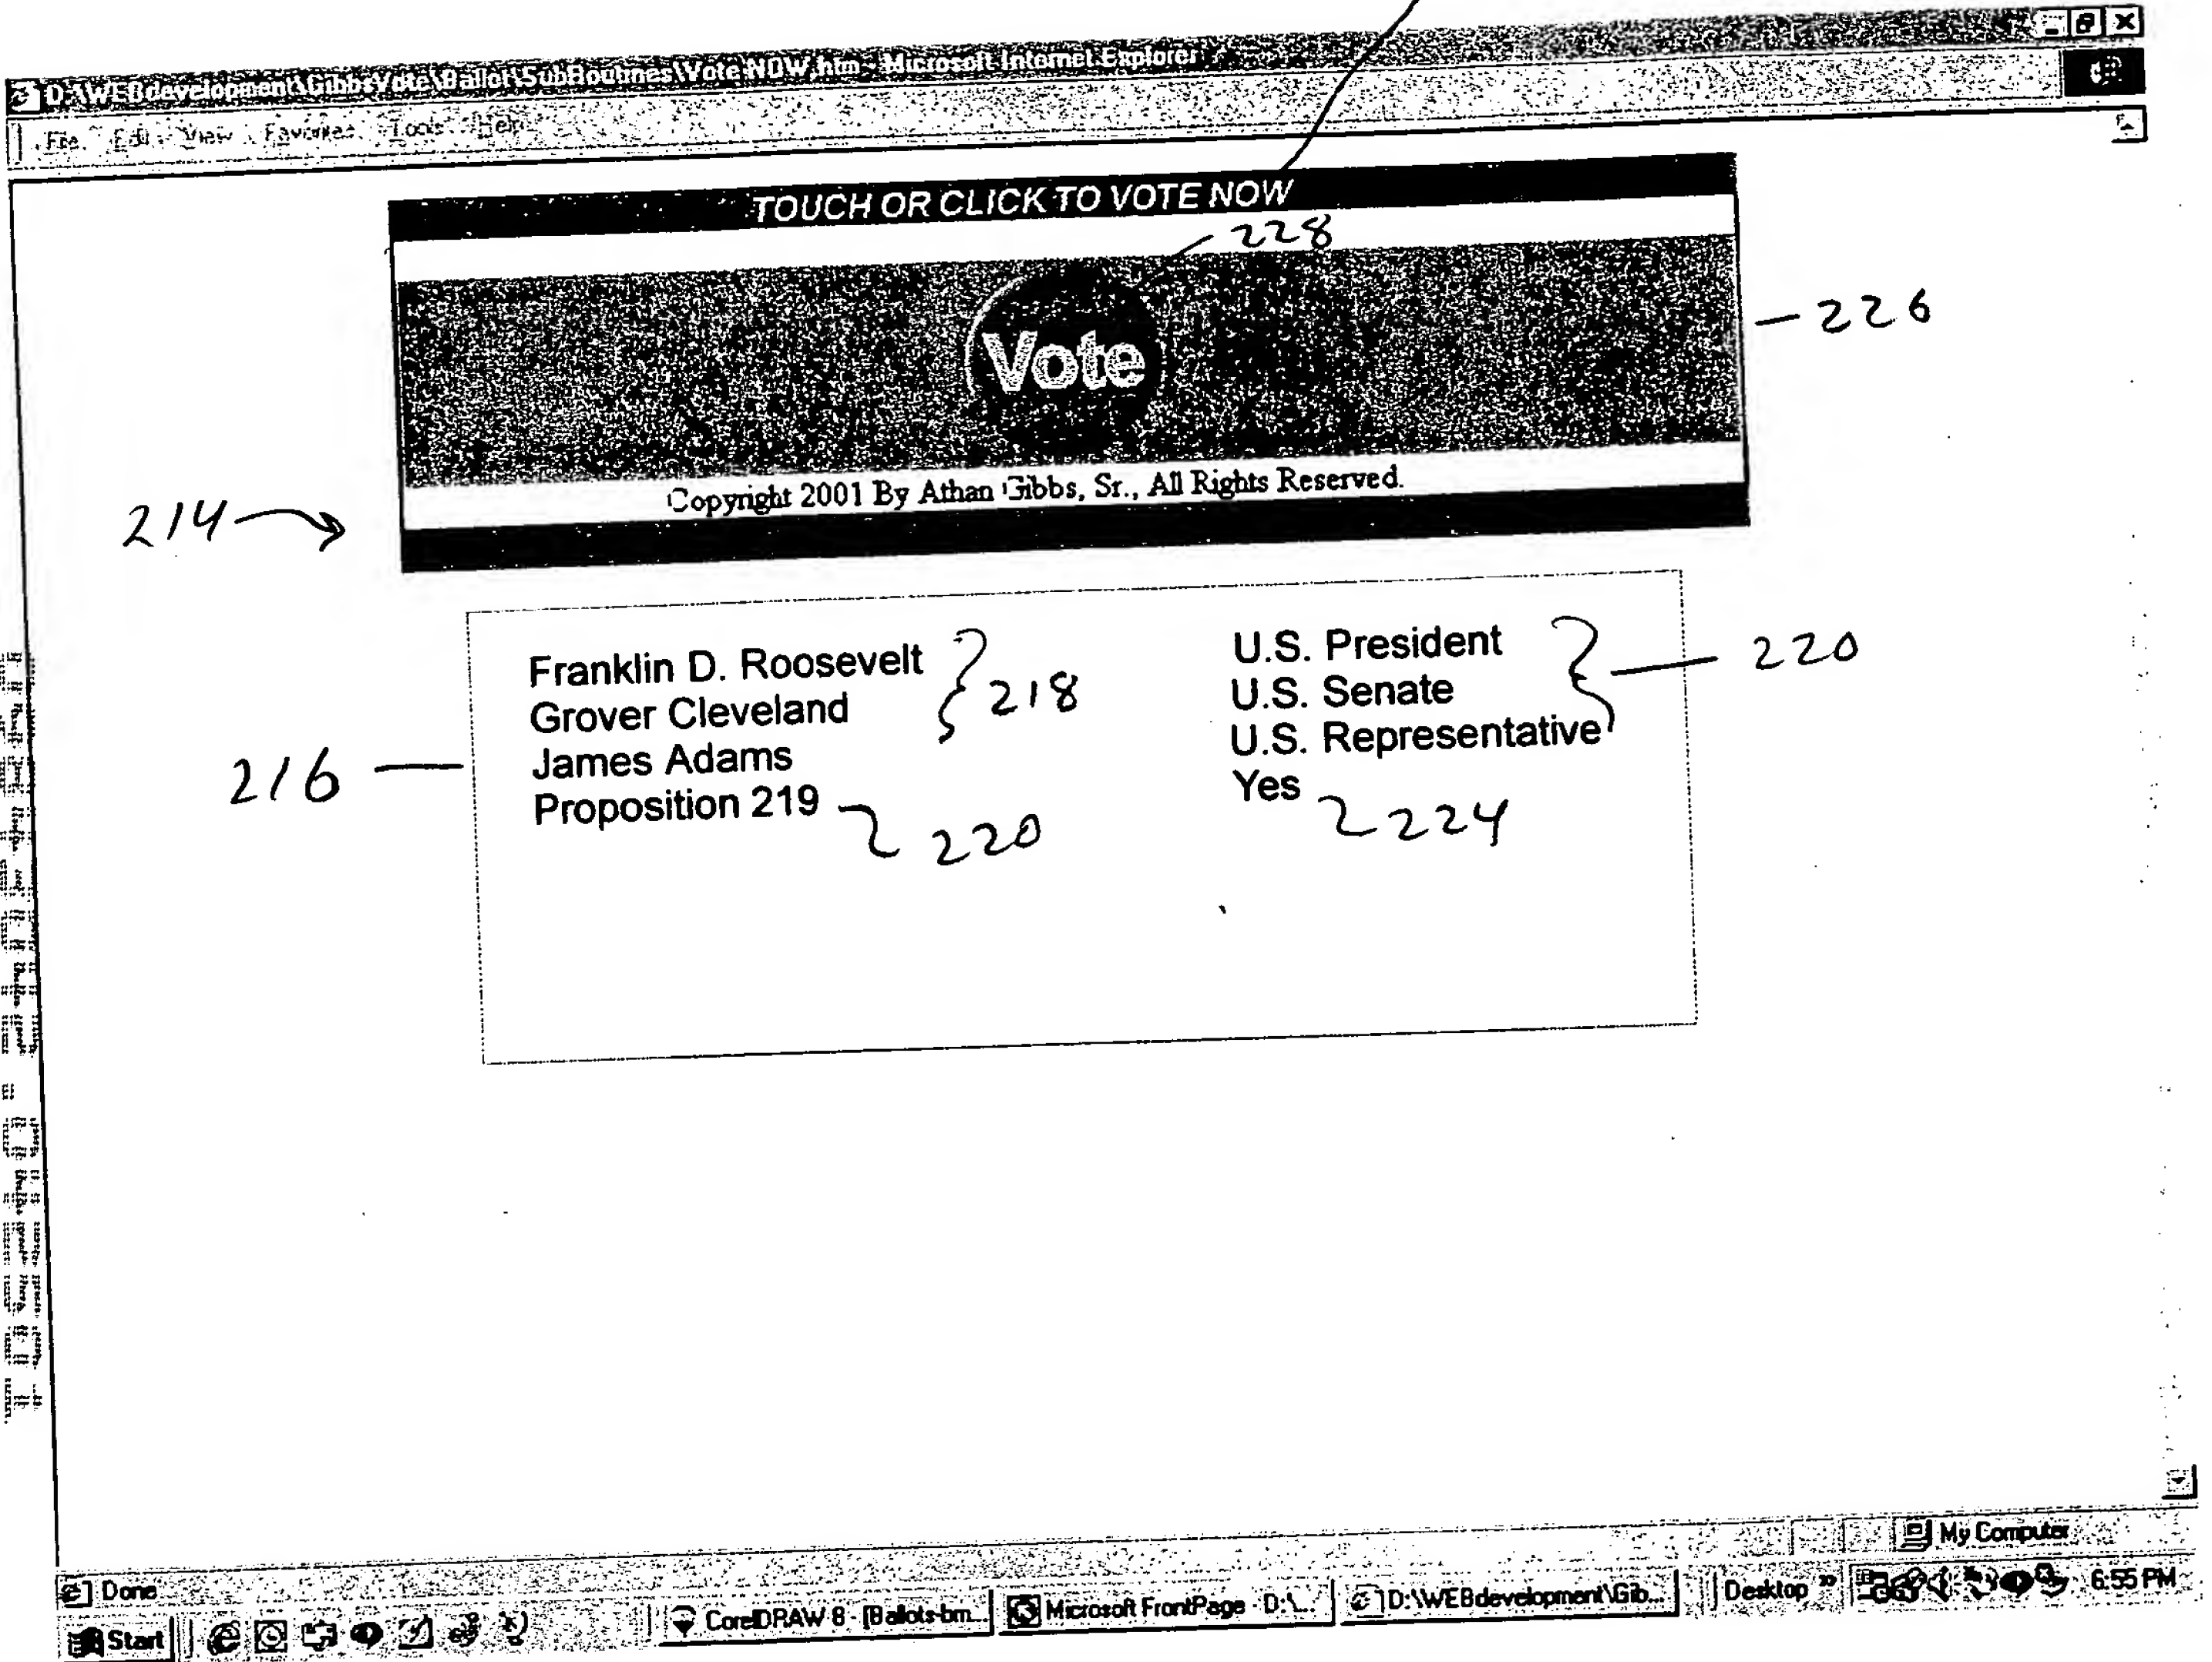 D:\WEBdevelopment\GibbsVote\Ballot\SubRoutines\VoteNOW.htm - Microsoft Internet Explorer
File Edit View Favorites Tools Help
TOUCH OR CLICK TO VOTE NOW
228
Vote
226
Copyright 2001 By Athan Gibbs, Sr., All Rights Reserved.
214
Franklin D. Roosevelt U.S. President
Grover Cleveland 218 U.S. Senate 220
James Adams U.S. Representative
216
Proposition 219 Yes
220 224
My Computer
Done
Start CorelDRAW 8 - [Ballots-bm... Microsoft FrontPage - D:\... D:\WEBdevelopment\Gib... Desktop » 6:55 PM